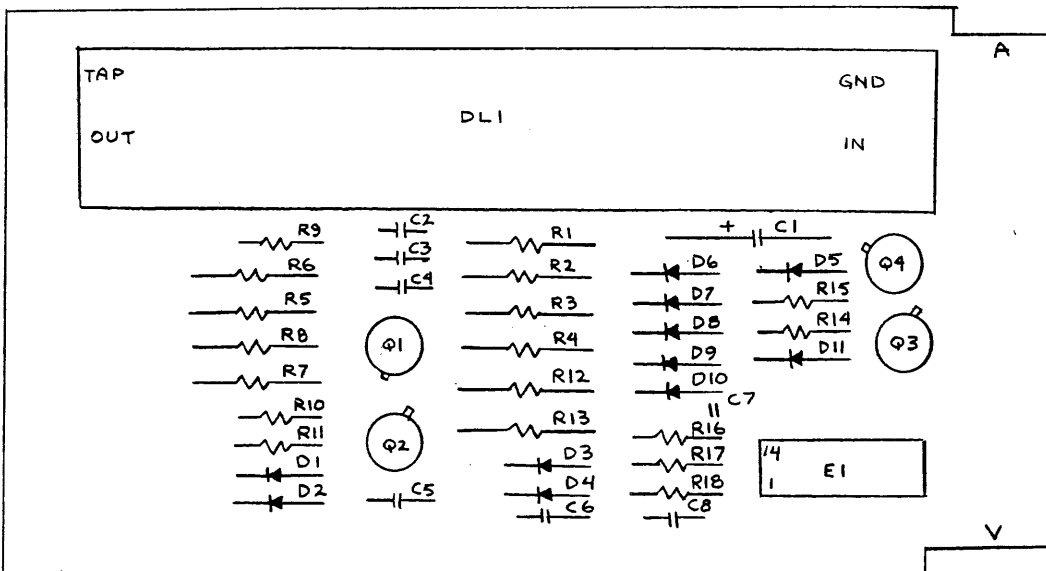 A
TAP
GND
DL1
OUT
IN
R9
C2
R1
+ C1
C3
R6
R2
D6
D5
Q4
C4
R5
R3
D7
R15
R8
Q1
R4
D8
R14
Q3
D9
D11
R7
R12
D10
C7
R10
R13
R16
R11
Q2
D1
D3
R17
14
E1
1
D2
C5
D4
R18
C6
C8
V